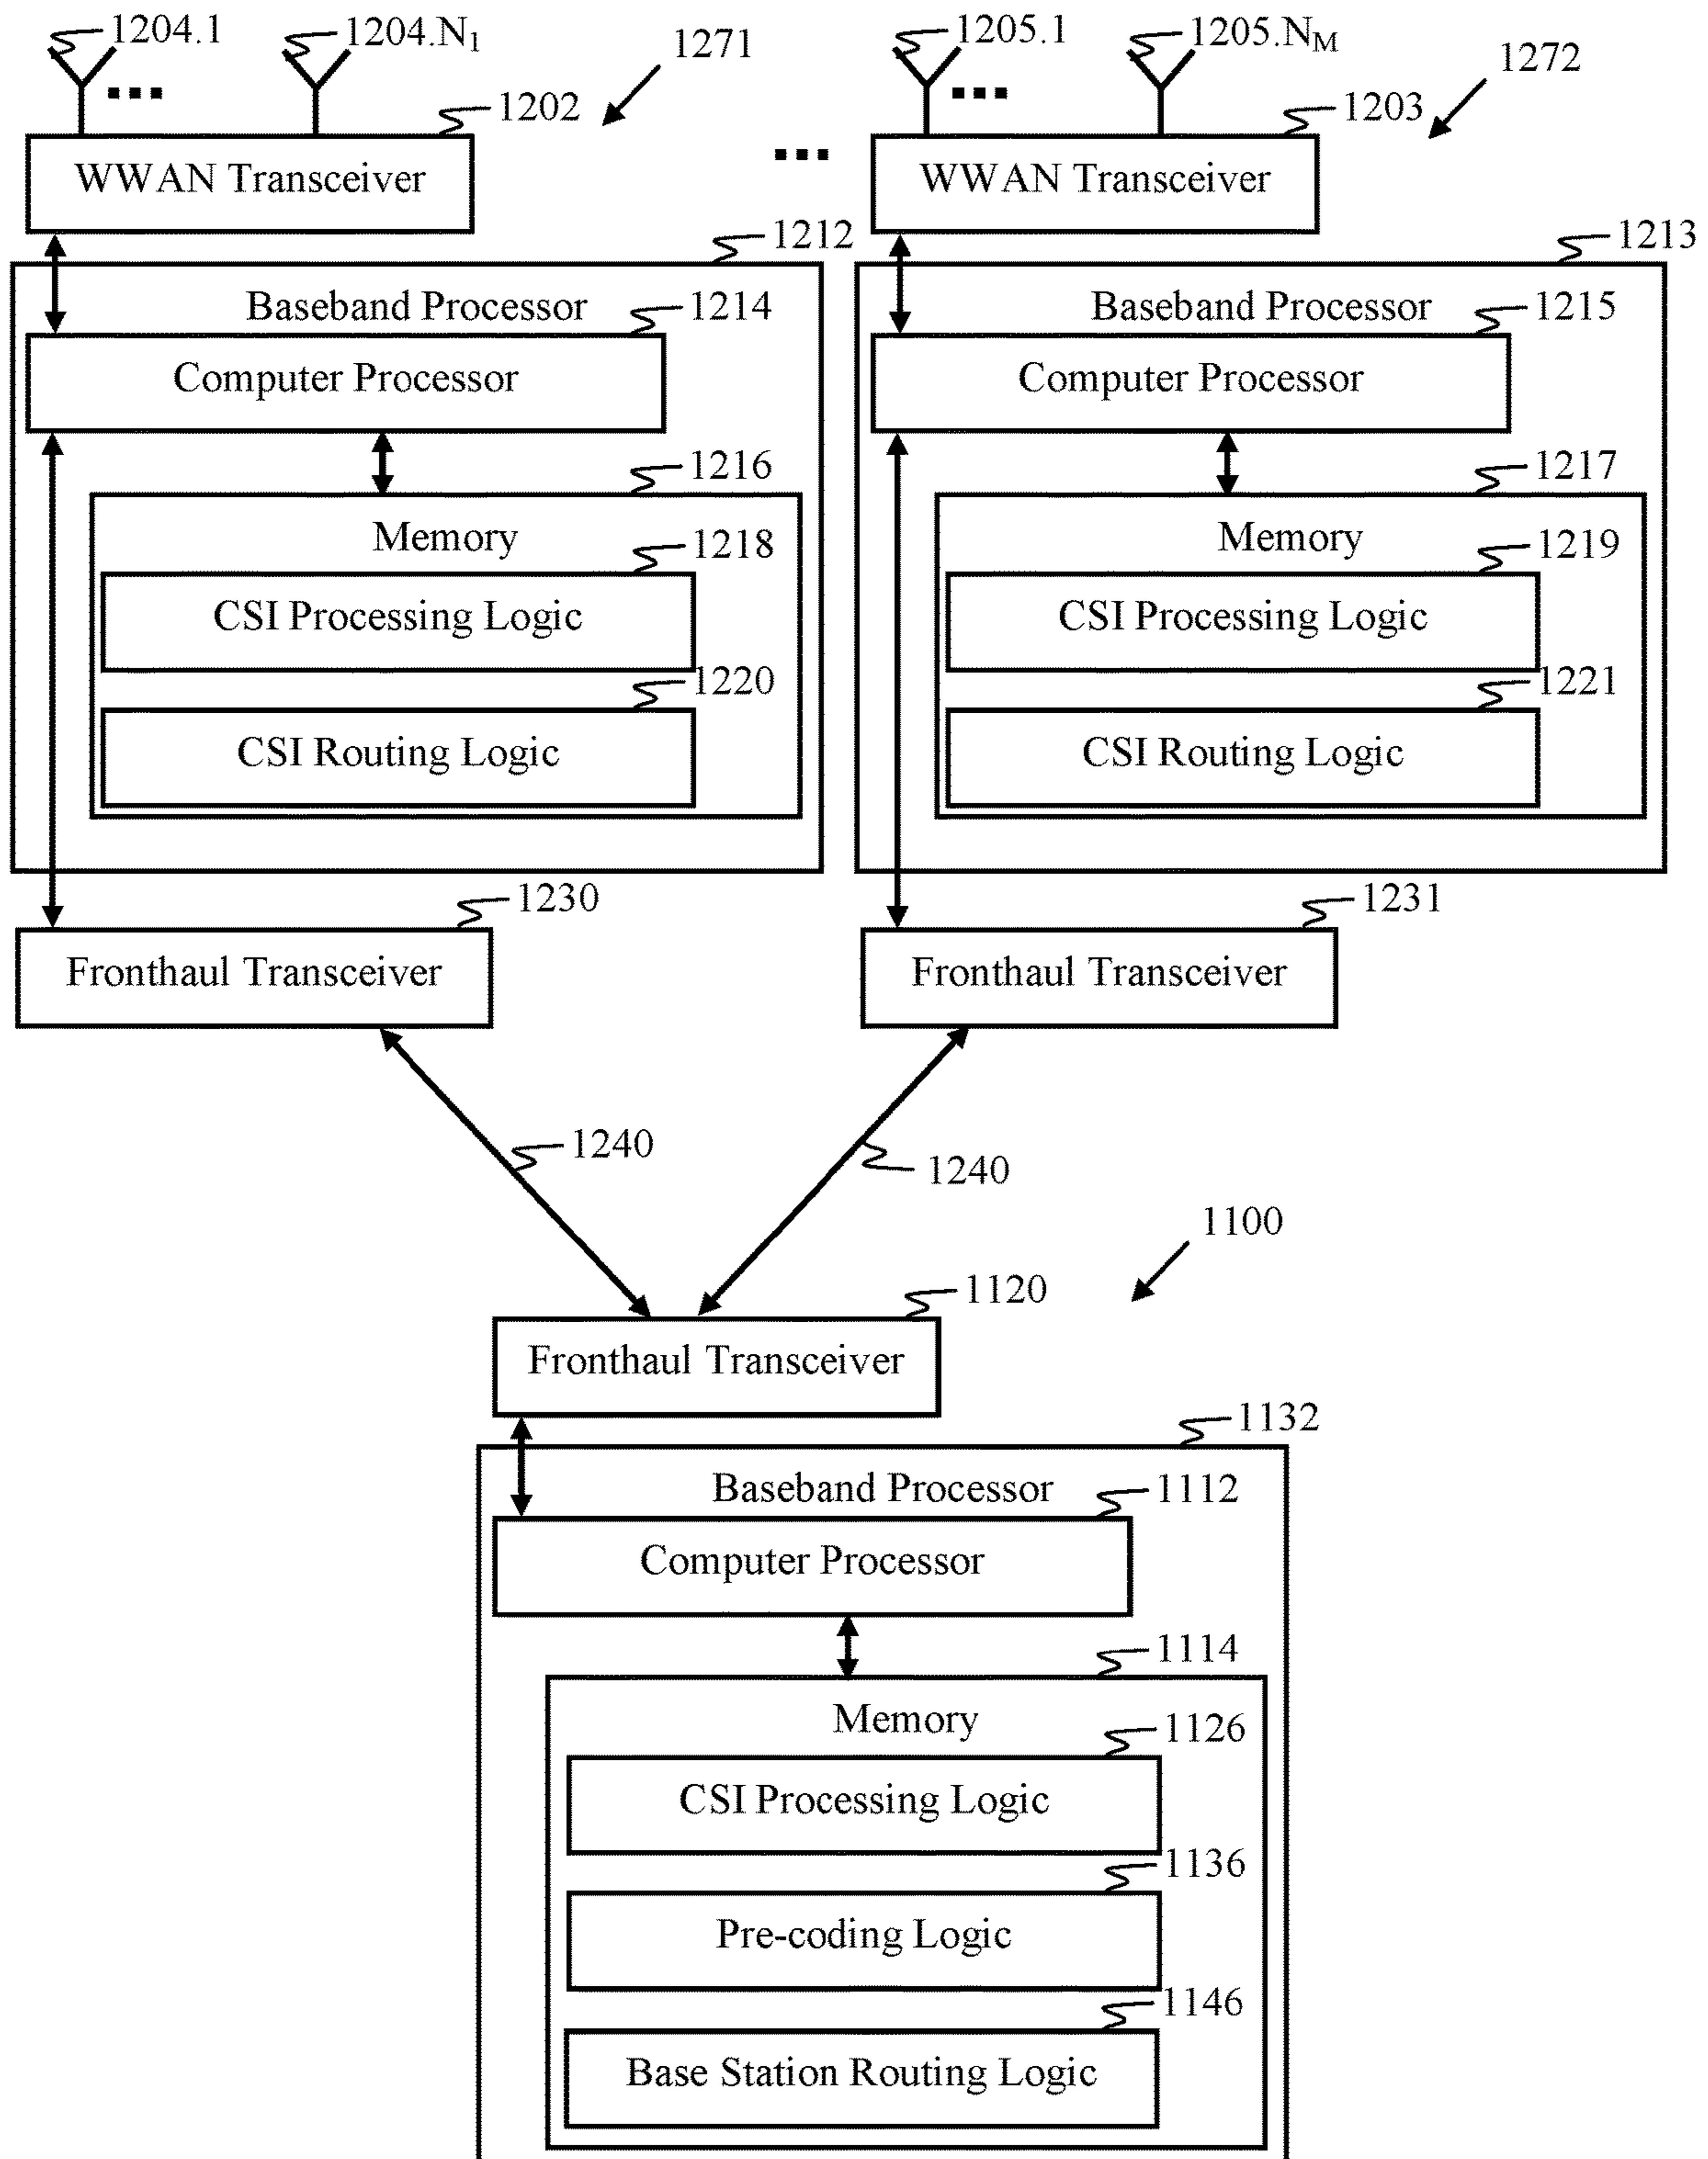 1204.1
1204.N1
1271
1205.1
1205.NM
1272
1202
1203
WWAN Transceiver
WWAN Transceiver
1212
1213
Baseband Processor
1214
Baseband Processor
1215
Computer Processor
Computer Processor
1216
1217
Memory
1218
Memory
1219
CSI Processing Logic
CSI Processing Logic
1220
1221
CSI Routing Logic
CSI Routing Logic
1230
1231
Fronthaul Transceiver
Fronthaul Transceiver
1240
1240
1100
1120
Fronthaul Transceiver
1132
Baseband Processor
1112
Computer Processor
1114
Memory
1126
CSI Processing Logic
1136
Pre-coding Logic
1146
Base Station Routing Logic